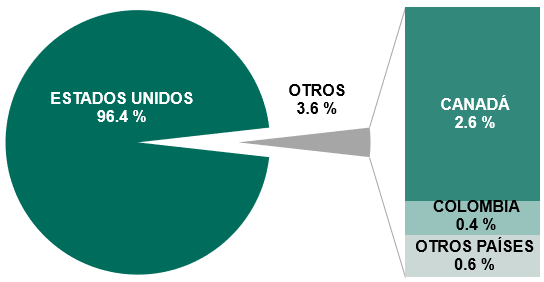 ESTADOS UNIDOS
96.4 %
OTROS
3.6 %
CANADÁ
2.6 %
COLOMBIA
0.4 %
OTROS PAÍSES
0.6 %